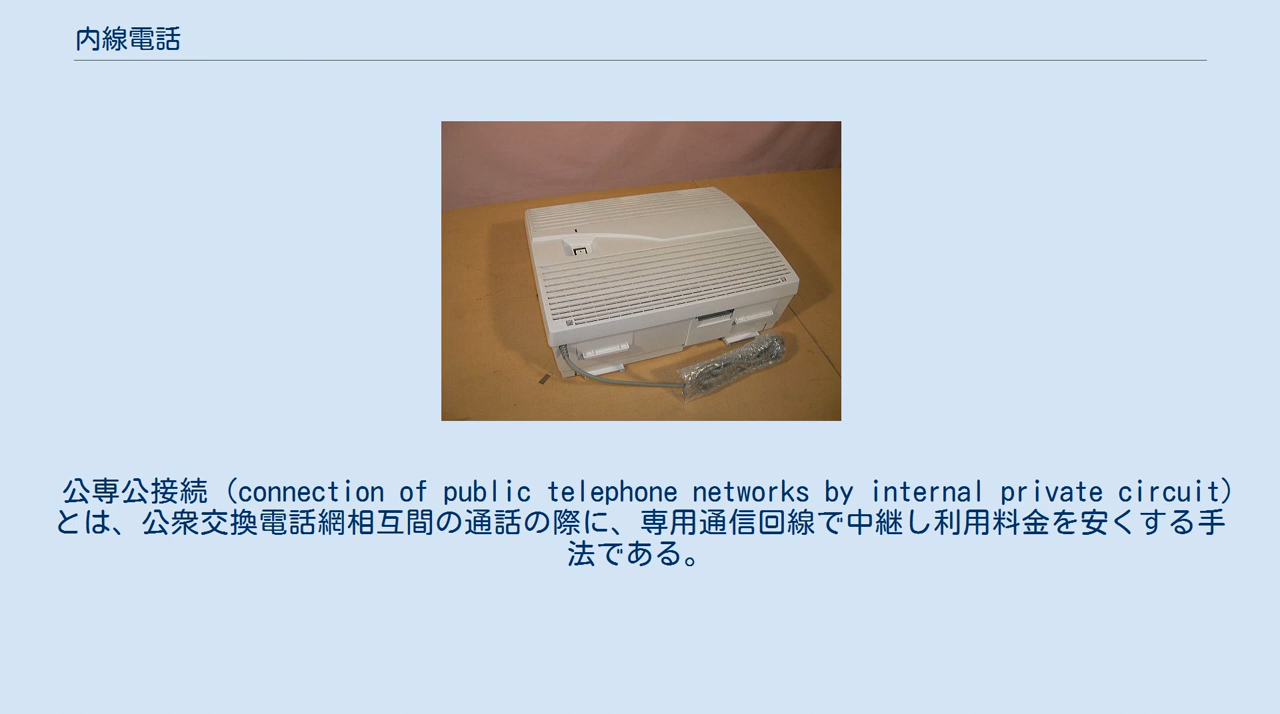 内線電話
公専公接続（connection of public telephone networks by internal private circuit）
とは、公衆交換電話網相互間の通話の際に、専用通信回線で中継し利用料金を安くする手
法である。